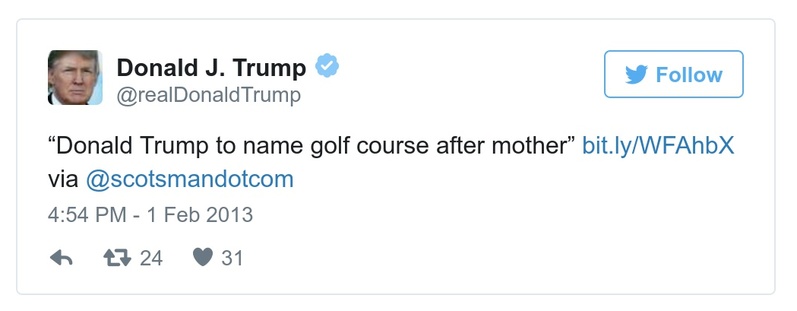 Donald J. Trump
@realDonaldTrump
Follow
“Donald Trump to name golf course after mother” bit.ly/WFAhbX
via @scotsmandotcom
4:54 PM - 1 Feb 2013
24 31